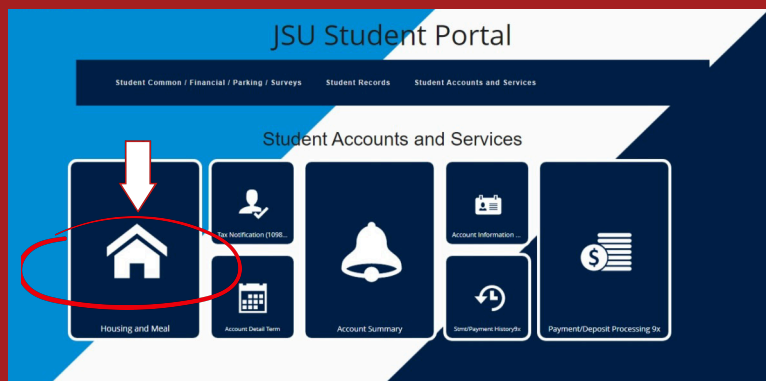 JSU Student Portal
Student Common / Financial / Parking / Surveys Student Records Student Accounts and Services
Student Accounts and Services
Tax Notification (1098...
Account Information ...
Housing and Meal
Account Detail Term
Account Summary
Stmt/Payment History9x
Payment/Deposit Processing 9x